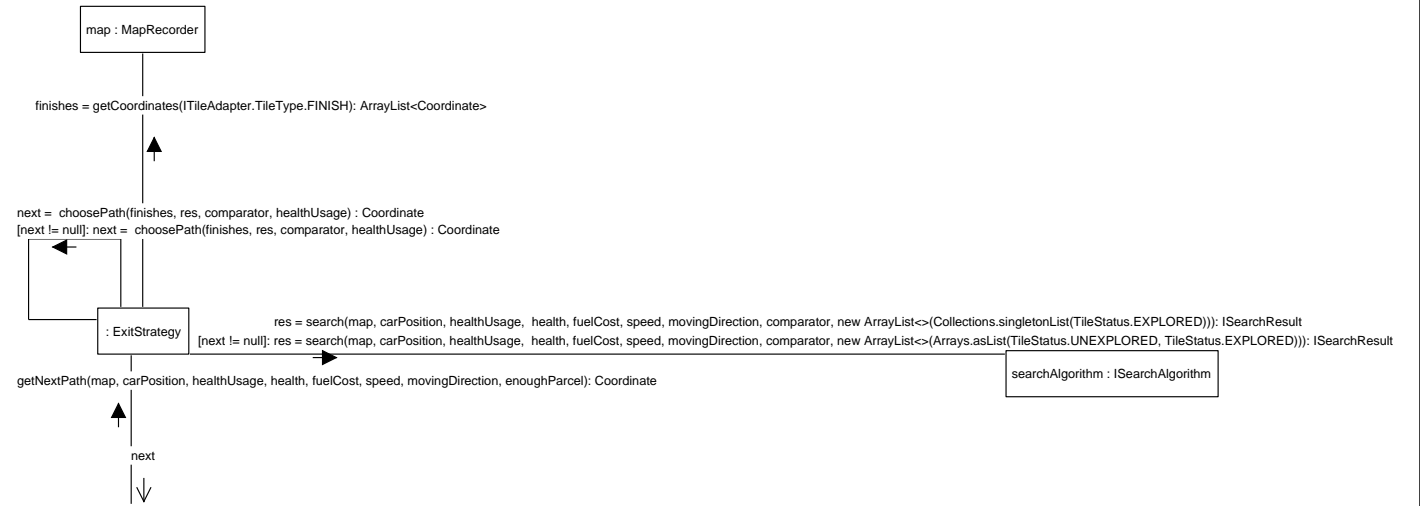 map : MapRecorder
finishes = getCoordinates(ITileAdapter.TileType.FINISH): ArrayList<Coordinate>
next =  choosePath(finishes, res, comparator, healthUsage) : Coordinate
[next != null]: next =  choosePath(finishes, res, comparator, healthUsage) : Coordinate
: ExitStrategy
res = search(map, carPosition, healthUsage,  health, fuelCost, speed, movingDirection, comparator, new ArrayList<>(Collections.singletonList(TileStatus.EXPLORED))): ISearchResult
[next != null]: res = search(map, carPosition, healthUsage,  health, fuelCost, speed, movingDirection, comparator, new ArrayList<>(Arrays.asList(TileStatus.UNEXPLORED, TileStatus.EXPLORED))): ISearchResult
searchAlgorithm : ISearchAlgorithm
getNextPath(map, carPosition, healthUsage, health, fuelCost, speed, movingDirection, enoughParcel): Coordinate
next